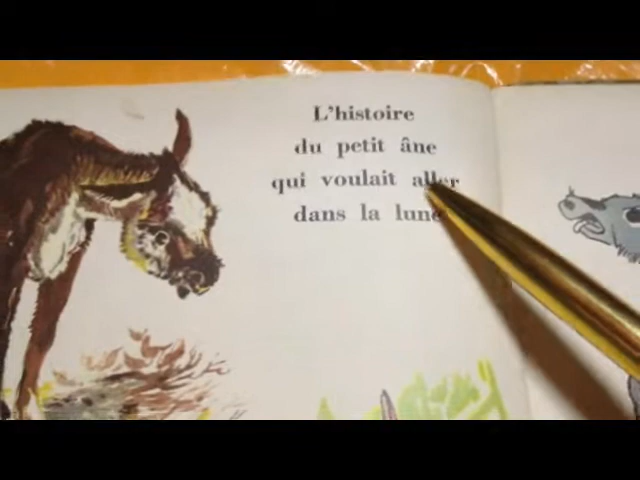 L'histoire
du petit âne
qui voulait aller
dans la lune